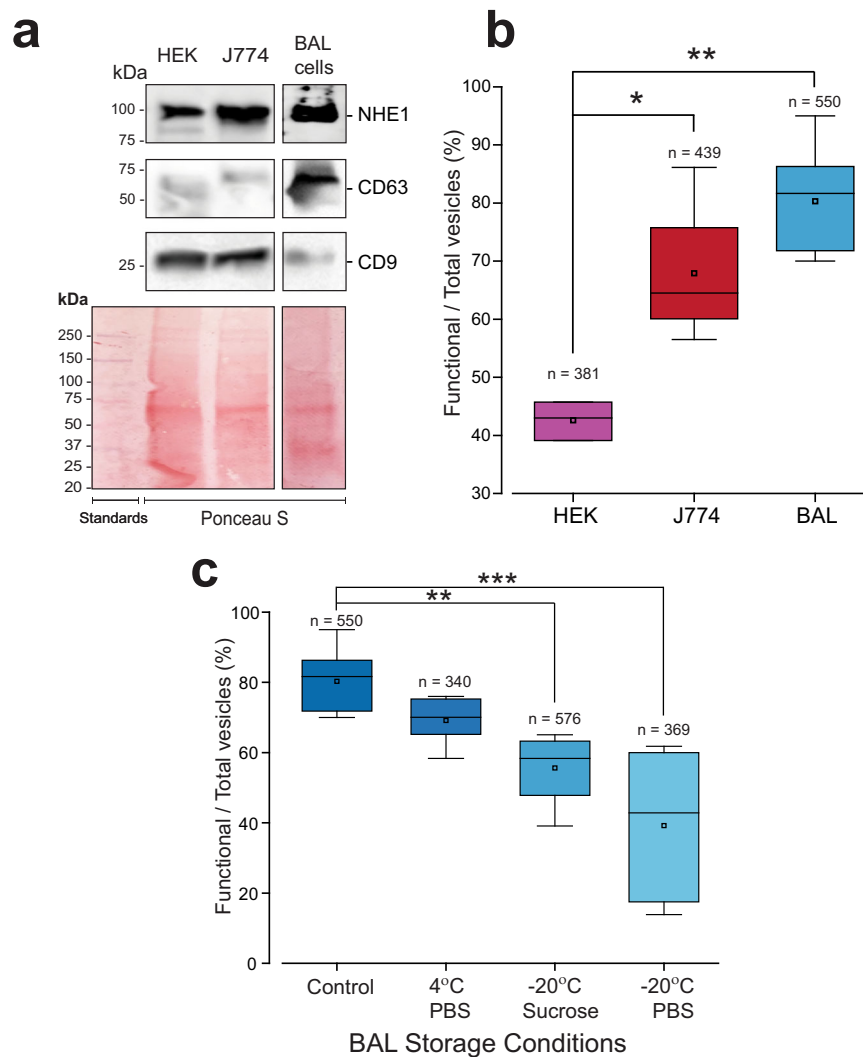 a
HEK J774 BAL
cells
kDa
100 -
75 -
- NHE1
75 -
50 -
- CD63
25 -
- CD9
kDa
250 -
150 -
100 -
75 -
50 -
37 -
25 -
20 -
Standards Ponceau S
b
Functional / Total vesicles (%)
100
90
80
70
60
50
40
30
**
*
n = 550
n = 439
n = 381
HEK J774 BAL
c
Functional / Total vesicles (%)
100
80
60
40
20
0
***
**
n = 550
n = 340
n = 576
n = 369
Control 4°C -20°C -20°C
PBS Sucrose PBS
BAL Storage Conditions